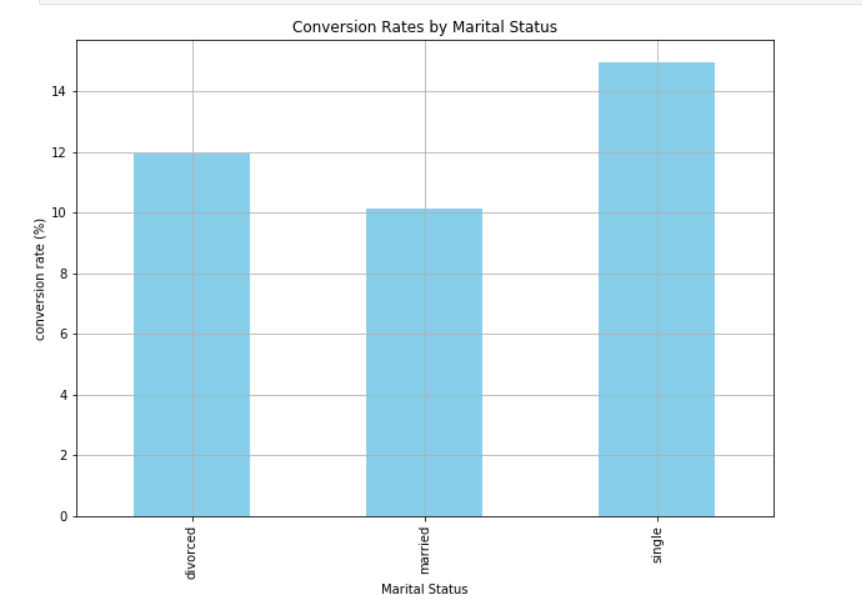 Conversion Rates by Marital Status
14
12
10
8
6
4
2
0
conversion rate (%)
divorced
married
single
Marital Status